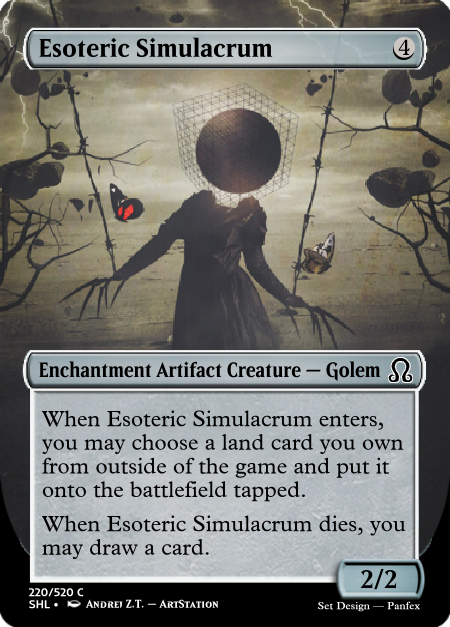 Esoteric Simulacrum 4
Enchantment Artifact Creature — Golem
When Esoteric Simulacrum enters,
you may choose a land card you own
from outside of the game and put it
onto the battlefield tapped.
When Esoteric Simulacrum dies, you
may draw a card.
2/2
220/520 C
SHL • Andrej Z.T. — ArtStation
Set Design — Panfex